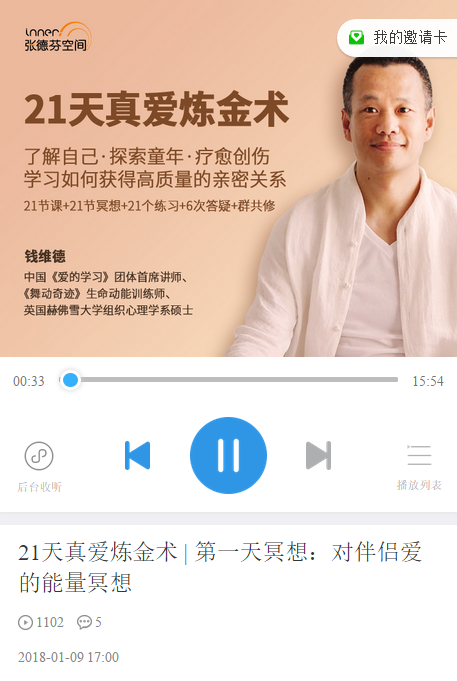 inner
张德芬空间
我的邀请卡
21天真爱炼金术
了解自己·探索童年·疗愈创伤
学习如何获得高质量的亲密关系
21节课+21节冥想+21个练习+6次答疑+群共修
钱维德
中国《爱的学习》团体首席讲师、
《舞动奇迹》生命动能训练师、
英国赫佛雪大学组织心理学系硕士
00:33
15:54
后台收听
播放列表
21天真爱炼金术 | 第一天冥想：对伴侣爱
的能量冥想
1102 5
2018-01-09 17:00